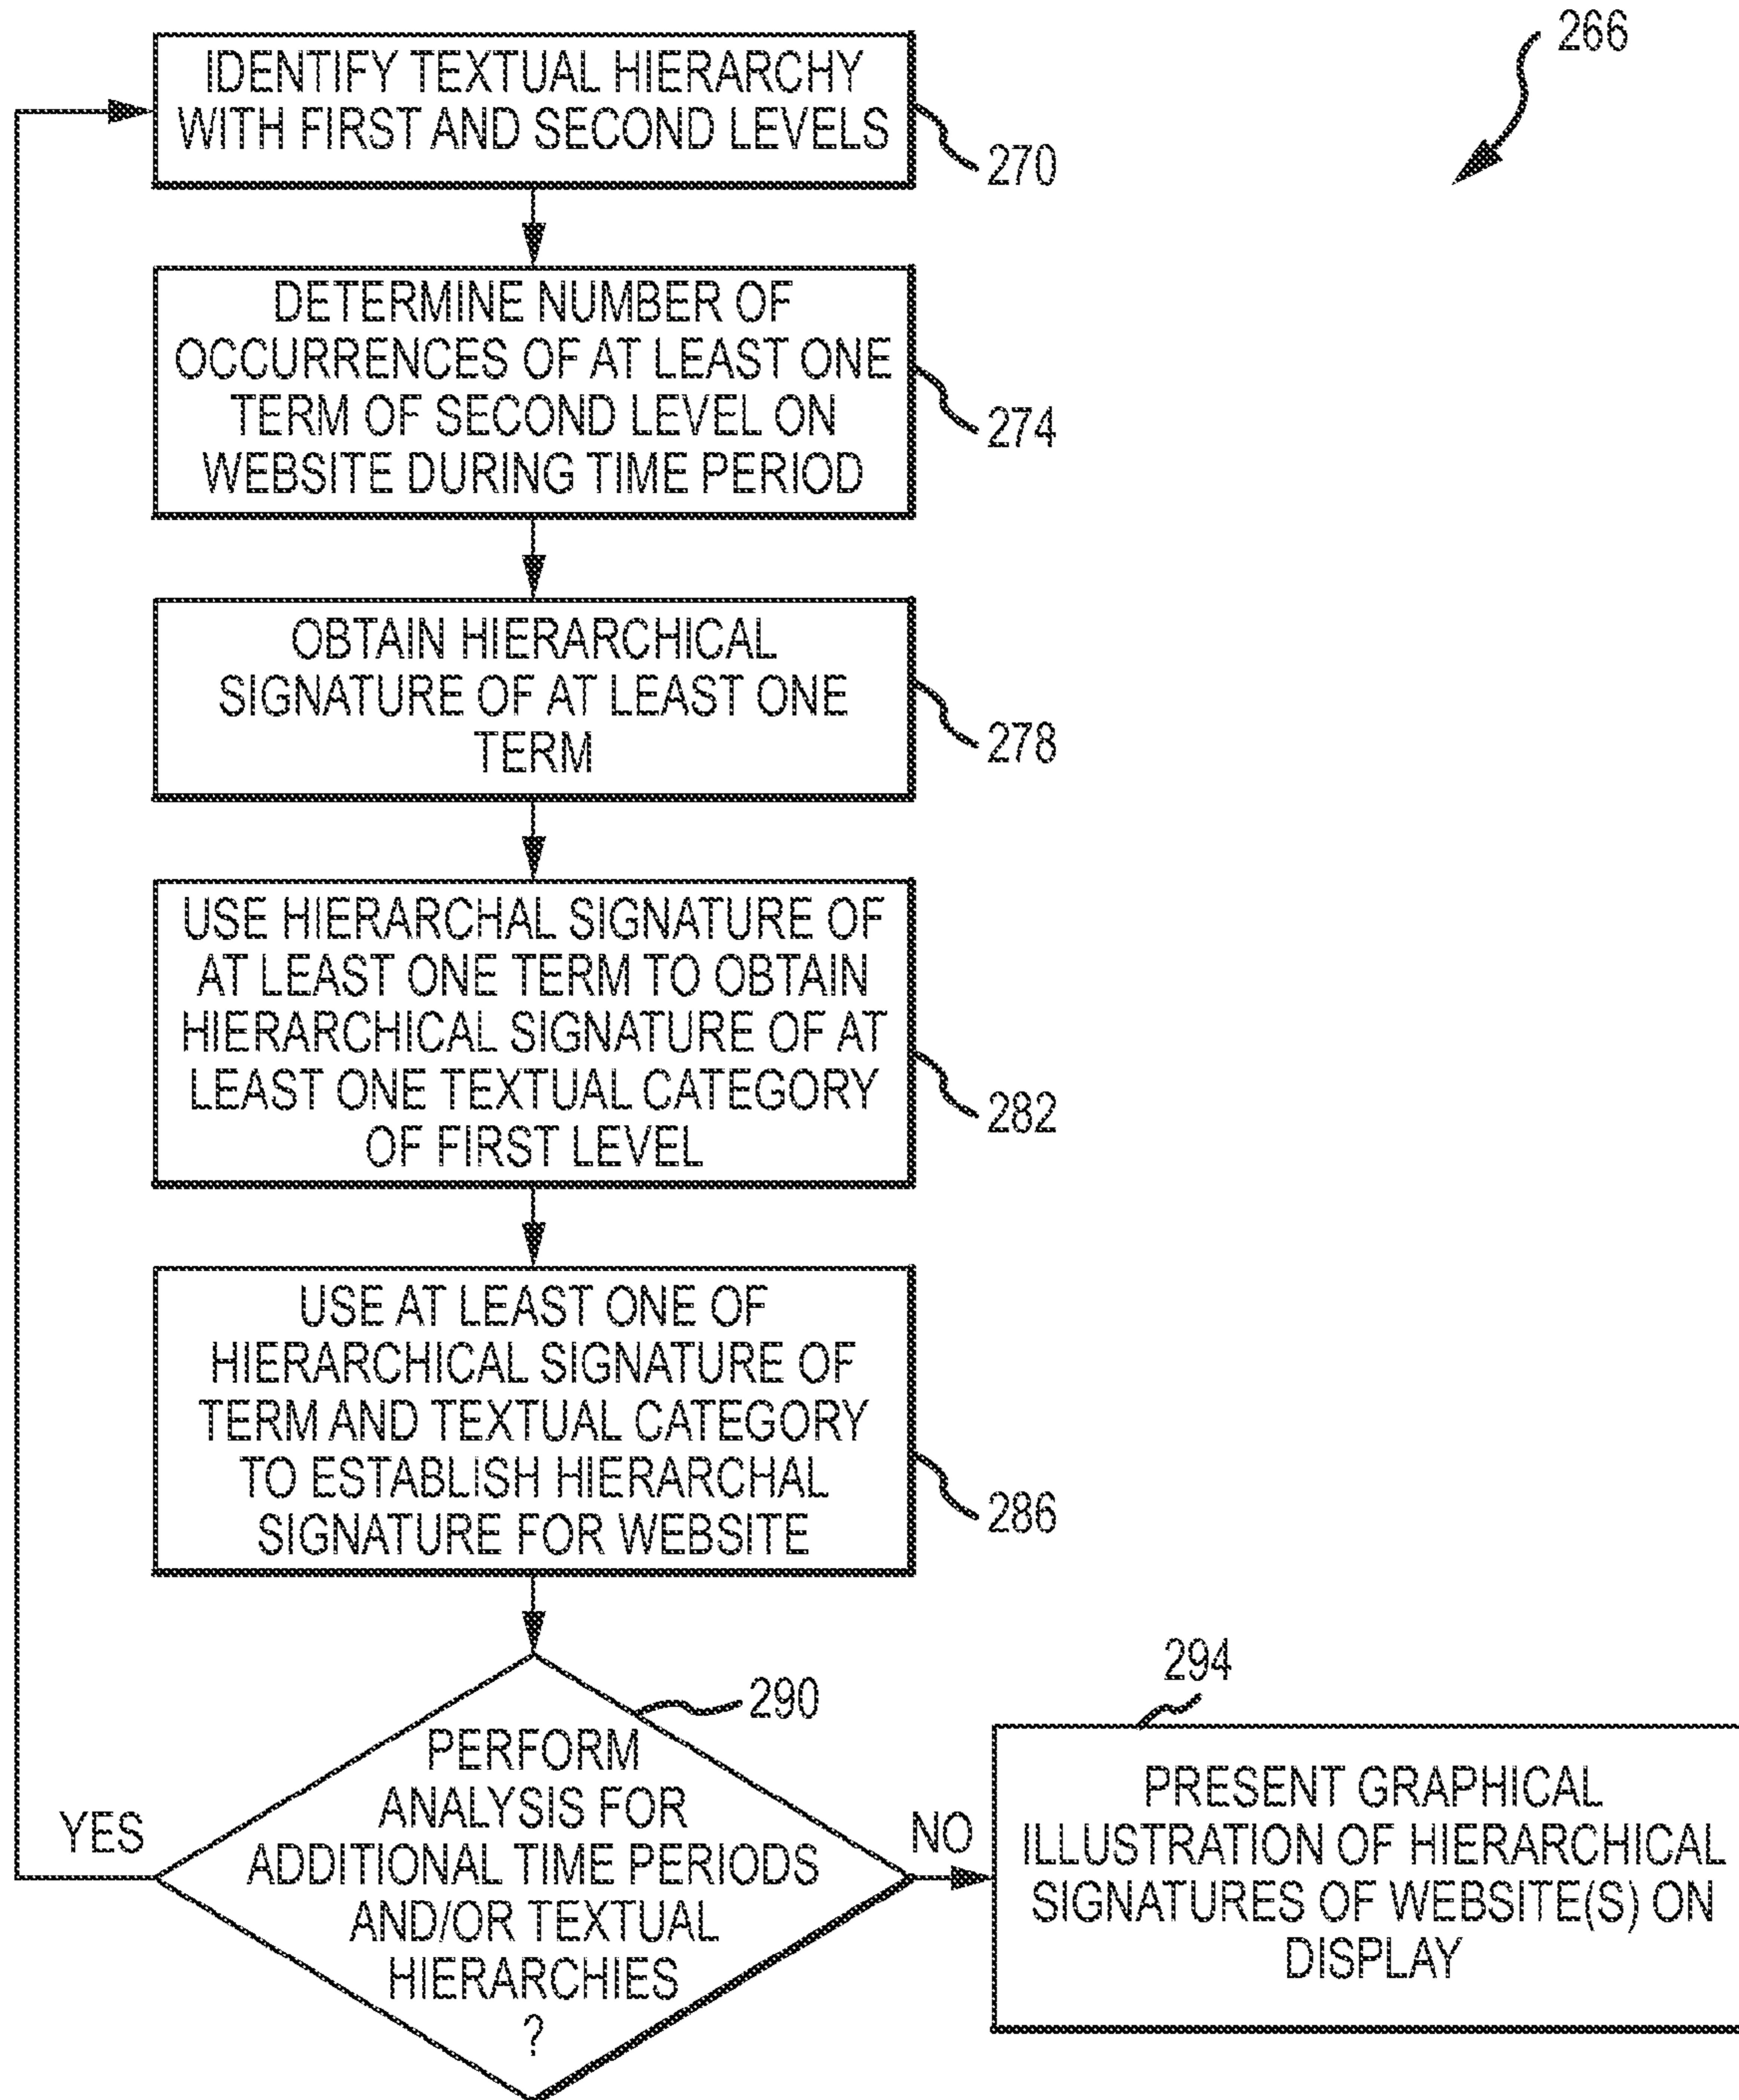 266
IDENTIFY TEXTUAL HIERARCHY
WITH FIRST AND SECOND LEVELS
270
DETERMINE NUMBER OF
OCCURRENCES OF AT LEAST ONE
TERM OF SECOND LEVEL ON
WEBSITE DURING TIME PERIOD
274
OBTAIN HIERARCHICAL
SIGNATURE OF AT LEAST ONE
TERM
278
USE HIERARCHAL SIGNATURE OF
AT LEAST ONE TERM TO OBTAIN
HIERARCHICAL SIGNATURE OF AT
LEAST ONE TEXTUAL CATEGORY
OF FIRST LEVEL
282
USE AT LEAST ONE OF
HIERARCHICAL SIGNATURE OF
TERM AND TEXTUAL CATEGORY
TO ESTABLISH HIERARCHAL
SIGNATURE FOR WEBSITE
286
290
PERFORM
ANALYSIS FOR
ADDITIONAL TIME PERIODS
AND/OR TEXTUAL
HIERARCHIES
?
YES
NO
294
PRESENT GRAPHICAL
ILLUSTRATION OF HIERARCHICAL
SIGNATURES OF WEBSITE(S) ON
DISPLAY